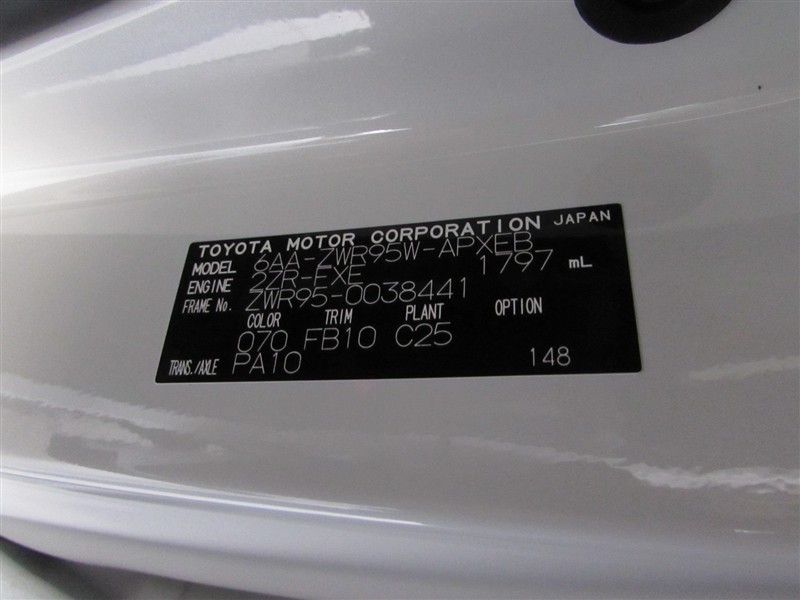 TOYOTA MOTOR CORPORATION JAPAN
MODEL 6AA-ZWR95W-APXEB
ENGINE 2ZR-FXE 1797 mL
FRAME No. ZWR95-0038441
COLOR TRIM PLANT OPTION
070 FB10 C25
TRANS./AXLE PA10 148